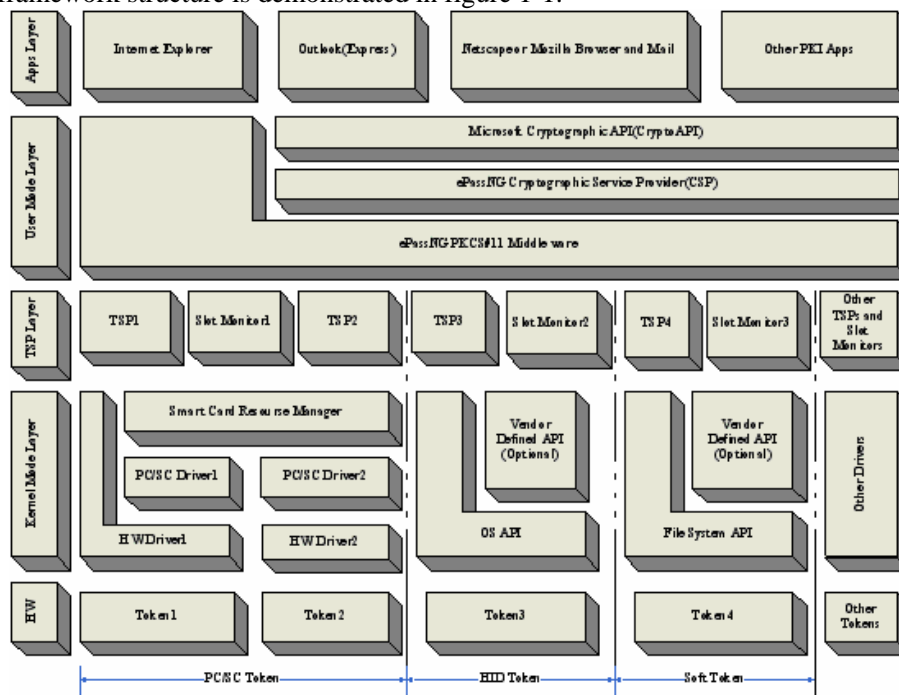 framework structure is demonstrated in figure 1-1.
Apps Layer
Internet Explorer
Outlook(Express)
Netscapeor Mozilla Browser and Mail
Other PKI Apps
User Mode Layer
Microsoft Cryptographic API(CryptoAPI)
ePassNG Cryptographic Service Provider(CSP)
ePassNG PKCS#11 Middleware
TSP Layer
TSP1
Slot Monitor1
TSP2
TSP3
Slot Monitor2
TSP4
Slot Monitor3
Other
TSPs and
Slot
Monitors
Kernel Mode Layer
Smart Card Resourse Manager
PC/SC Driver1
PC/SC Driver2
HWDriver1
HWDriver2
Vendor
Defined API
(Optional)
OS API
Vendor
Defined API
(Optional)
File System API
Other Drivers
HW
Token1
Token2
Token3
Token4
Other
Tokens
PC/SC Token
HID Token
Soft Token